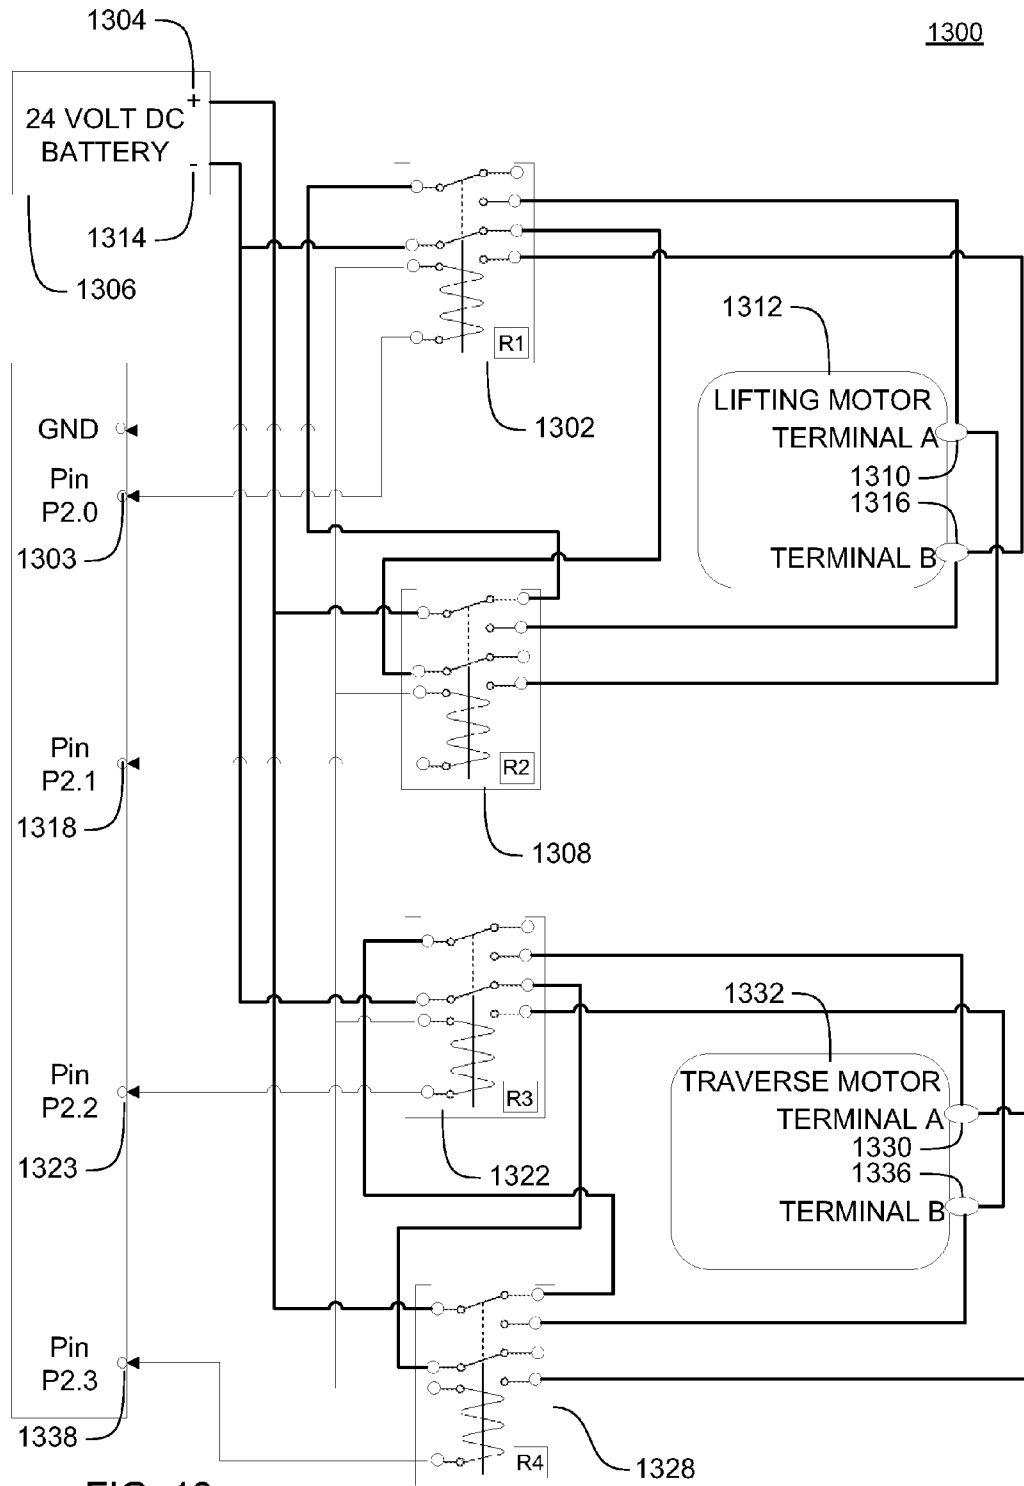 1304
1300
+
24 VOLT DC
BATTERY
-
1314
1306
R1
1302
1312
LIFTING MOTOR
TERMINAL A
1310
1316
TERMINAL B
GND
Pin
P2.0
1303
R2
1308
Pin
P2.1
1318
R3
1322
1332
TRAVERSE MOTOR
TERMINAL A
1330
1336
TERMINAL B
Pin
P2.2
1323
Pin
P2.3
1338
R4
1328